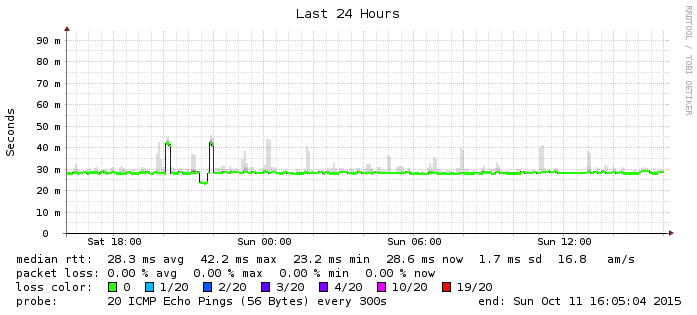 Last 24 Hours
RRDTOOL / TOBI OETIKER
Seconds
90 m
80 m
70 m
60 m
50 m
40 m
30 m
20 m
10 m
0
Sat 18:00 Sun 00:00 Sun 06:00 Sun 12:00
median rtt: 28.3 ms avg 42.2 ms max 23.2 ms min 28.6 ms now 1.7 ms sd 16.8 am/s
packet loss: 0.00 % avg 0.00 % max 0.00 % min 0.00 % now
loss color: 0 1/20 2/20 3/20 4/20 10/20 19/20
probe: 20 ICMP Echo Pings (56 Bytes) every 300s end: Sun Oct 11 16:05:04 2015